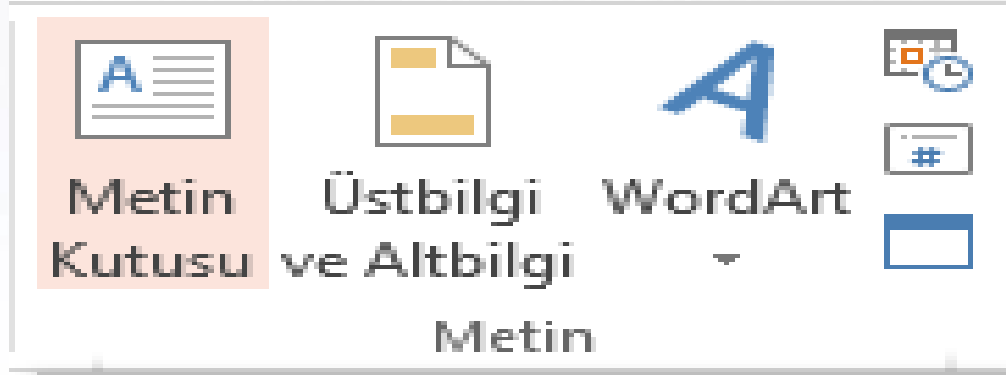 Metin Kutusu
Üstbilgi ve Altbilgi
WordArt
Metin